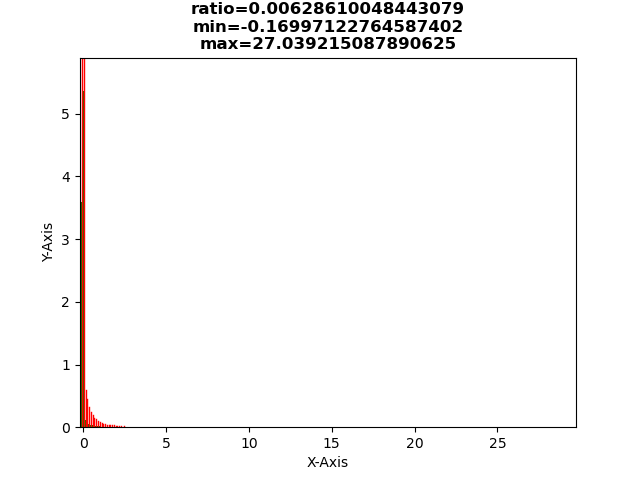 ratio=0.00628610048443079
min=-0.16997122764587402
max=27.039215087890625
5
4
3
2
1
0
Y-Axis
0 5 10 15 20 25
X-Axis